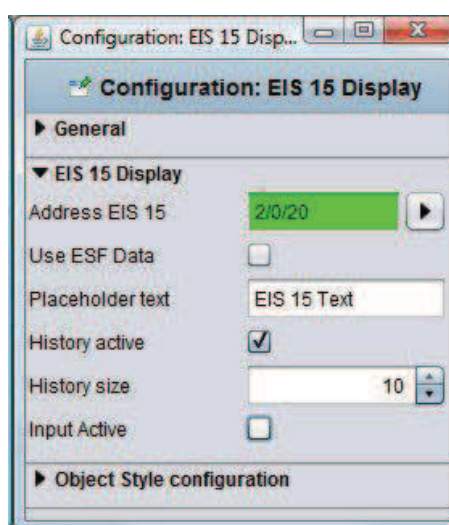 Configuration: EIS 15 Disp...
Configuration: EIS 15 Display
General
EIS 15 Display
Address EIS 15 2/0/20
Use ESF Data
Placeholder text EIS 15 Text
History active
History size 10
Input Active
Object Style configuration